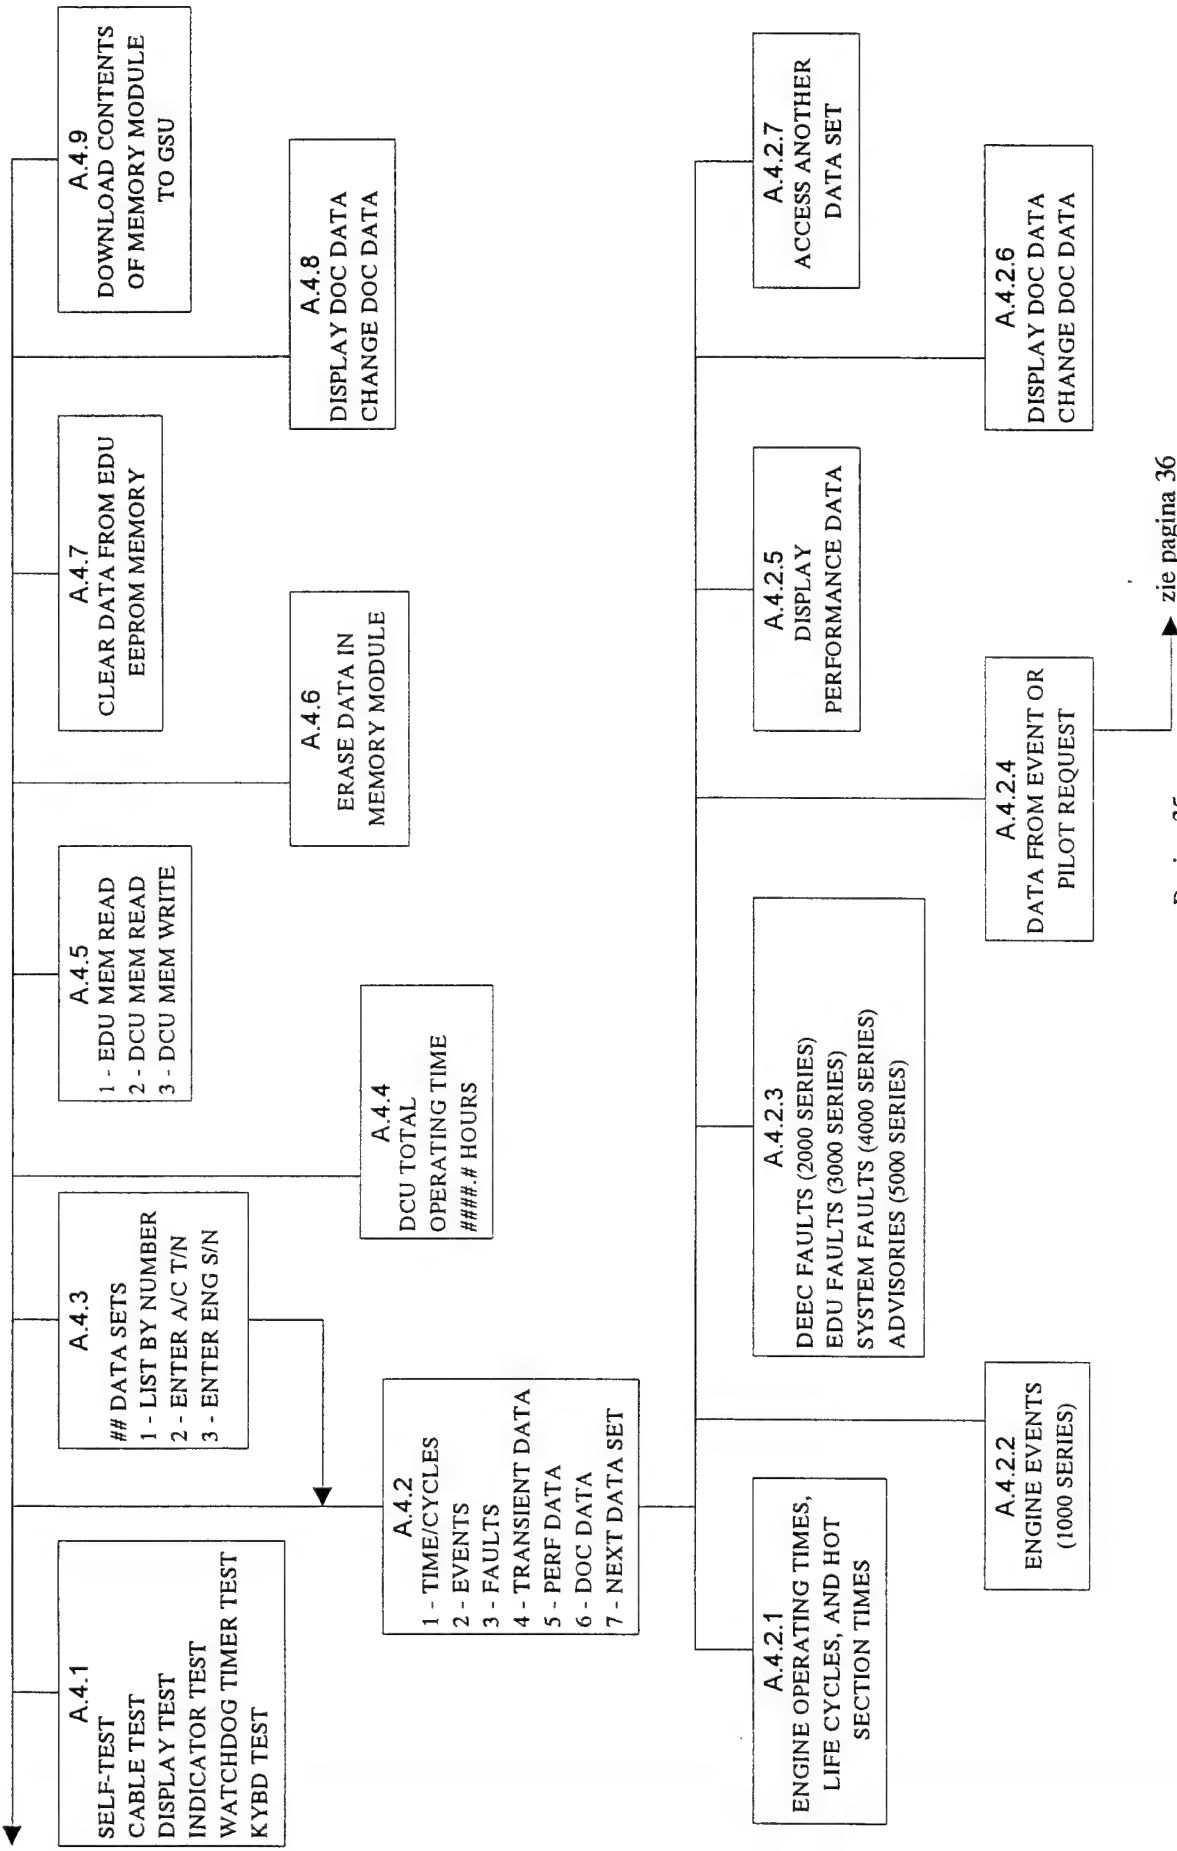 A.4.1
SELF-TEST
CABLE TEST
DISPLAY TEST
INDICATOR TEST
WATCHDOG TIMER TEST
KYBD TEST
A.4.3
## DATA SETS
1 - LIST BY NUMBER
2 - ENTER A/C T/N
3 - ENTER ENG S/N
A.4.5
1 - EDU MEM READ
2 - DCU MEM READ
3 - DCU MEM WRITE
A.4.7
CLEAR DATA FROM EDU
EEPROM MEMORY
A.4.9
DOWNLOAD CONTENTS
OF MEMORY MODULE
TO GSU
A.4.2
1 - TIME/CYCLES
2 - EVENTS
3 - FAULTS
4 - TRANSIENT DATA
5 - PERF DATA
6 - DOC DATA
7 - NEXT DATA SET
A.4.4
DCU TOTAL
OPERATING TIME
####.# HOURS
A.4.6
ERASE DATA IN
MEMORY MODULE
A.4.8
DISPLAY DOC DATA
CHANGE DOC DATA
A.4.2.1
ENGINE OPERATING TIMES,
LIFE CYCLES, AND HOT
SECTION TIMES
A.4.2.3
DEEC FAULTS (2000 SERIES)
EDU FAULTS (3000 SERIES)
SYSTEM FAULTS (4000 SERIES)
ADVISORIES (5000 SERIES)
A.4.2.5
DISPLAY
PERFORMANCE DATA
A.4.2.7
ACCESS ANOTHER
DATA SET
A.4.2.2
ENGINE EVENTS
(1000 SERIES)
A.4.2.4
DATA FROM EVENT OR
PILOT REQUEST
A.4.2.6
DISPLAY DOC DATA
CHANGE DOC DATA
zie pagina 36